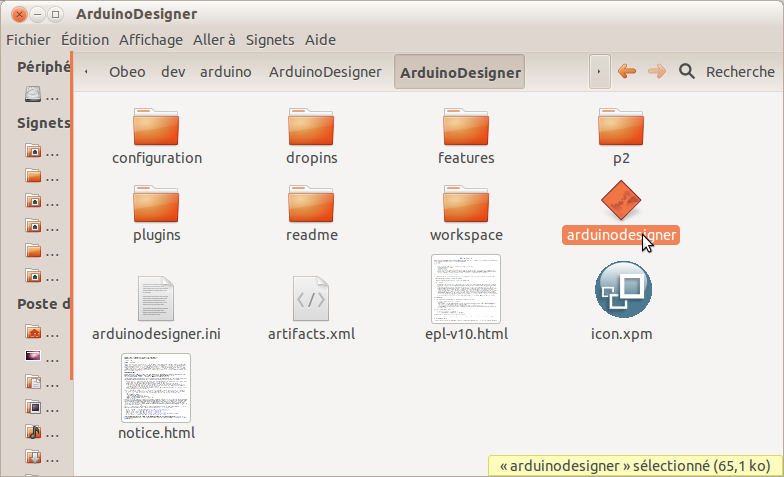 ArduinoDesigner
Fichier Édition Affichage Aller à Signets Aide
Périphé
Obeo dev arduino ArduinoDesigner ArduinoDesigner Recherche
...
Signets
...
...
...
...
...
...
Poste d
...
...
...
...
...
...
configuration dropins features p2
plugins readme workspace arduinodesigner
arduinodesigner.ini artifacts.xml epl-v10.html icon.xpm
notice.html
« arduinodesigner » sélectionné (65,1 ko)